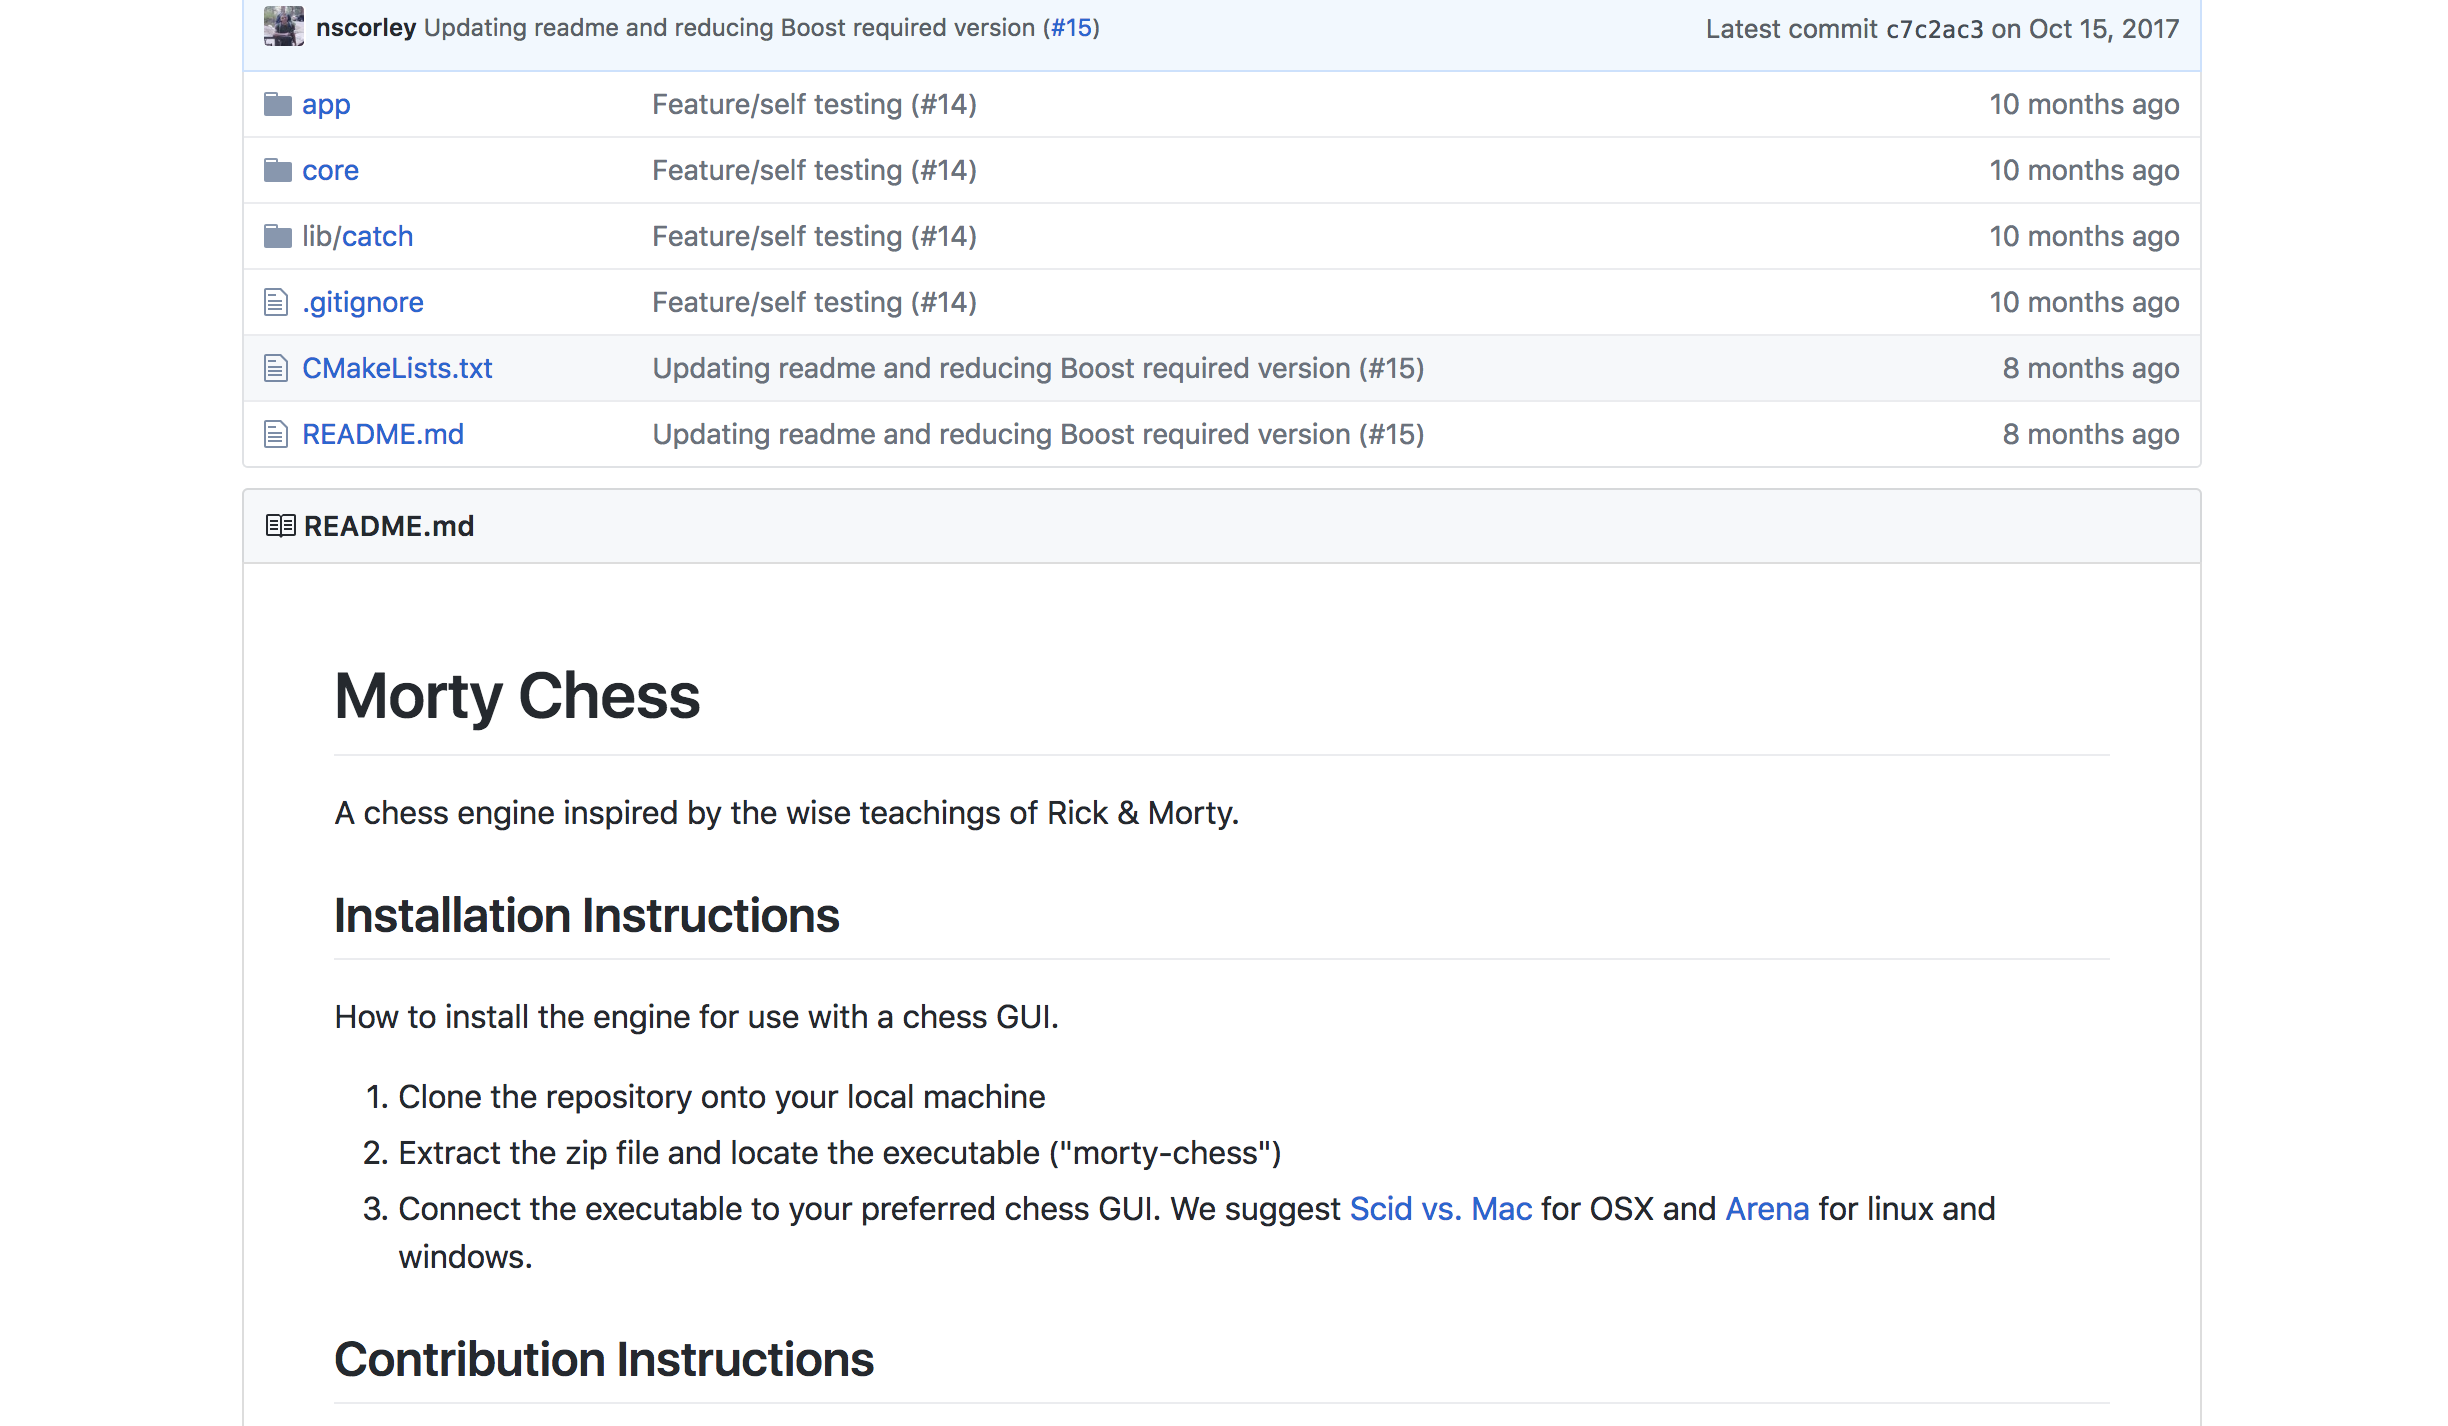 nscorley Updating readme and reducing Boost required version (#15) Latest commit c7c2ac3 on Oct 15, 2017
app Feature/self testing (#14) 10 months ago
core Feature/self testing (#14) 10 months ago
lib/catch Feature/self testing (#14) 10 months ago
.gitignore Feature/self testing (#14) 10 months ago
CMakeLists.txt Updating readme and reducing Boost required version (#15) 8 months ago
README.md Updating readme and reducing Boost required version (#15) 8 months ago
README.md
Morty Chess
A chess engine inspired by the wise teachings of Rick & Morty.
Installation Instructions
How to install the engine for use with a chess GUI.
1. Clone the repository onto your local machine
2. Extract the zip file and locate the executable ("morty-chess")
3. Connect the executable to your preferred chess GUI. We suggest Scid vs. Mac for OSX and Arena for linux and
windows.
Contribution Instructions